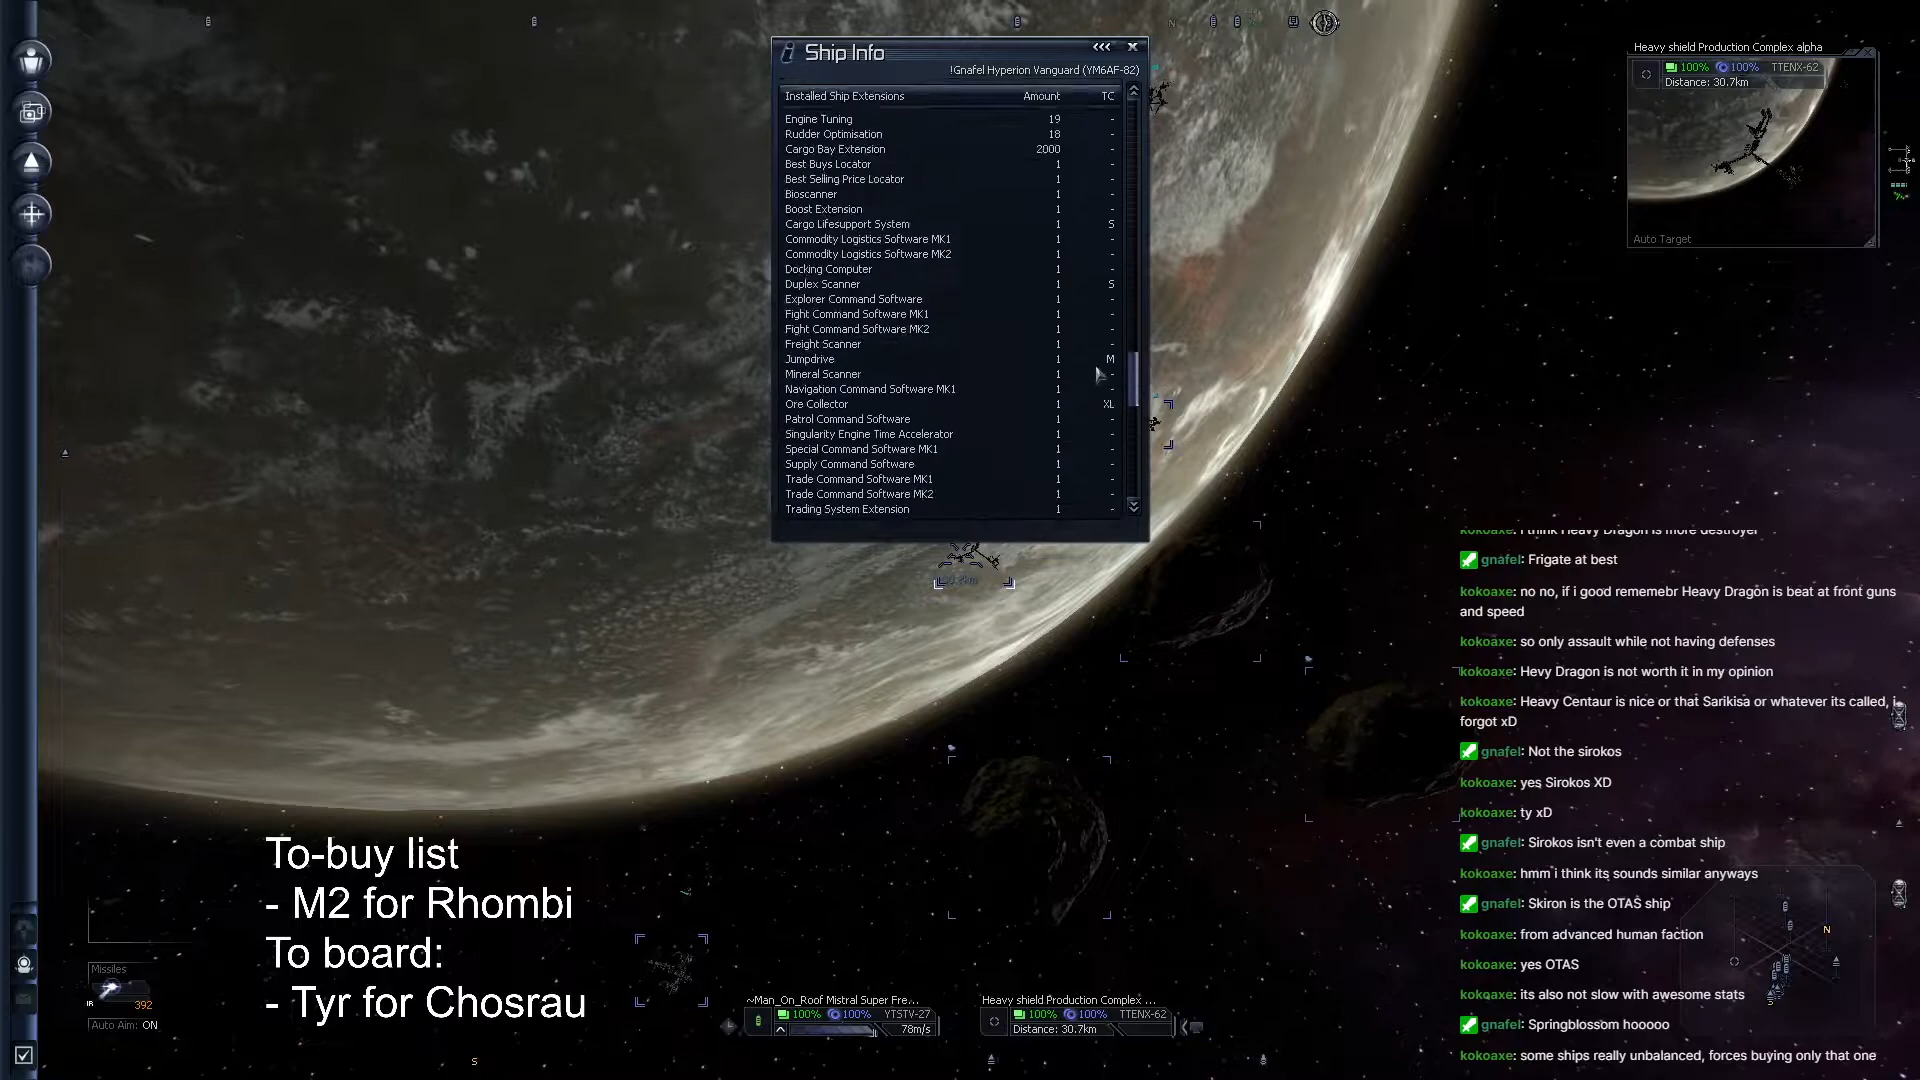 Ship Info
!Gnafel Hyperion Vanguard (YM6AF-82)
Installed Ship Extensions Amount TC
Engine Tuning 19 -
Rudder Optimisation 18 -
Cargo Bay Extension 2000 -
Best Buys Locator 1 -
Best Selling Price Locator 1 -
Bioscanner 1 -
Boost Extension 1 -
Cargo Lifesupport System 1 S
Commodity Logistics Software MK1 1 -
Commodity Logistics Software MK2 1 -
Docking Computer 1 -
Duplex Scanner 1 S
Explorer Command Software 1 -
Fight Command Software MK1 1 -
Fight Command Software MK2 1 -
Freight Scanner 1 -
Jumpdrive 1 M
Mineral Scanner 1 -
Navigation Command Software MK1 1 -
Ore Collector 1 XL
Patrol Command Software 1 -
Singularity Engine Time Accelerator 1 -
Special Command Software MK1 1 -
Supply Command Software 1 -
Trade Command Software MK1 1 -
Trade Command Software MK2 1 -
Trading System Extension 1 -
Heavy shield Production Complex alpha
100% 100% TTENX-62
Distance: 30.7km
Auto Target
kokoaxe: i think Heavy Dragon is more destroyer
gnafel: Frigate at best
kokoaxe: no no, if i good rememebr Heavy Dragon is beat at front guns
and speed
kokoaxe: so only assault while not having defenses
kokoaxe: Hevy Dragon is not worth it in my opinion
kokoaxe: Heavy Centaur is nice or that Sarikisa or whatever its called, i
forgot xD
gnafel: Not the sirokos
kokoaxe: yes Sirokos XD
kokoaxe: ty xD
gnafel: Sirokos isn't even a combat ship
kokoaxe: hmm i think its sounds similar anyways
gnafel: Skiron is the OTAS ship
kokoaxe: from advanced human faction
kokoaxe: yes OTAS
kokoaxe: its also not slow with awesome stats
gnafel: Springblossom hooooo
kokoaxe: some ships really unbalanced, forces buying only that one
N
S
To-buy list
- M2 for Rhombi
To board:
- Tyr for Chosrau
Missiles
IR 392
Auto Aim: ON
S
~Man_On_Roof Mistral Super Fre...
100% 100% YTSTV-27
78m/s
Heavy shield Production Complex ...
100% 100% TTENX-62
Distance: 30.7km